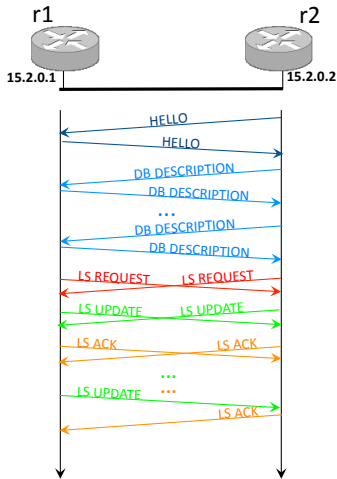 r1 r2
15.2.0.1 15.2.0.2
HELLO
HELLO
DB DESCRIPTION
DB DESCRIPTION
...
DB DESCRIPTION
DB DESCRIPTION
LS REQUEST LS REQUEST
LS UPDATE LS UPDATE
LS ACK LS ACK
...
...
LS UPDATE
LS ACK